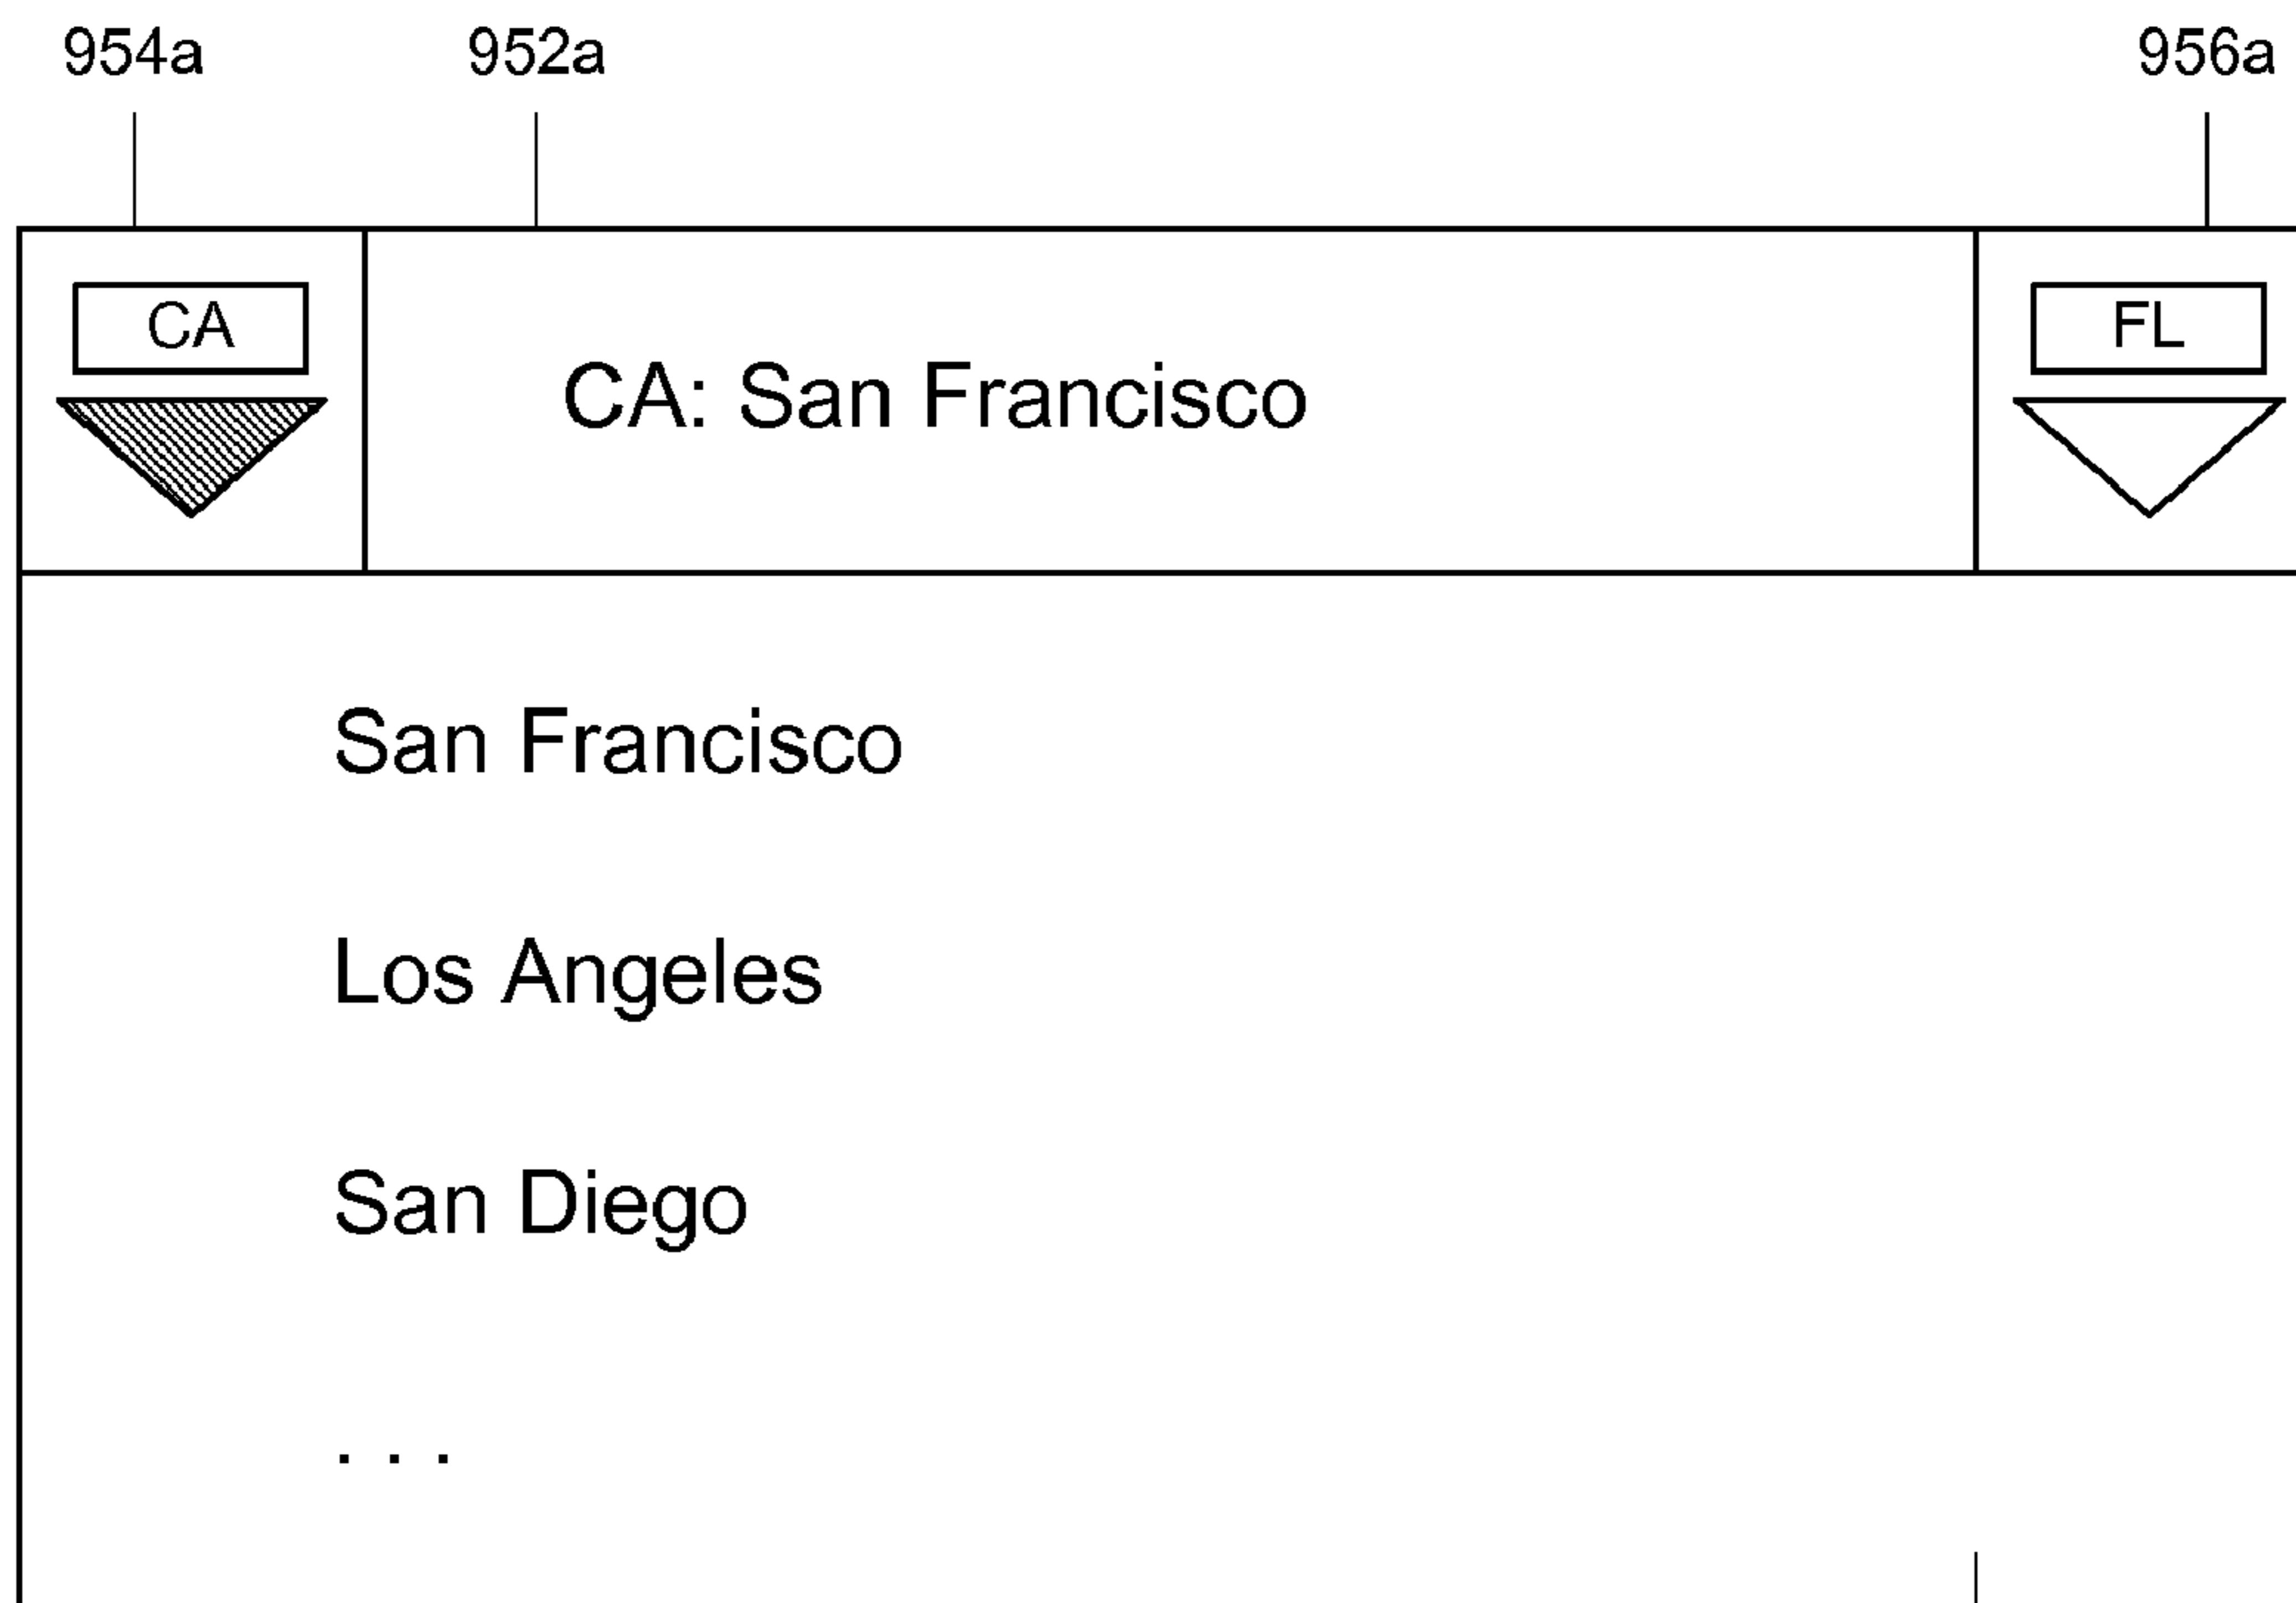 954a 952a 956a
CA FL
CA: San Francisco
San Francisco
Los Angeles
San Diego
. . .